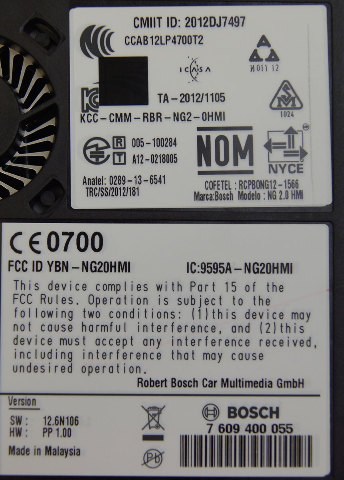 CMIIT ID: 2012DJ7497
CCAB12LP4700T2
ICASA
TA-2012/1105
KCC-CMM-RBR-NG2-0HMI
1024
R 005-100284
T A12-0218005
NOM
NYCE
Anatel: 0289-13-6541
TRC/SS/2012/181
COFETEL: RCPBONG12-1566
Marca:Bosch Modelo: NG 2.0 HMI
CE0700
FCC ID YBN-NG20HMI IC:9595A-NG20HMI
This device complies with Part 15 of the
FCC Rules. Operation is subject to the
following two conditions: (1)this device may
not cause harmful interference, and (2)this
device must accept any interference received,
including interference that may cause
undesired operation.
Robert Bosch Car Multimedia GmbH
Version
SW: 12.6N106
HW: PP 1.00
Made in Malaysia
Pb
BOSCH
7 609 400 055